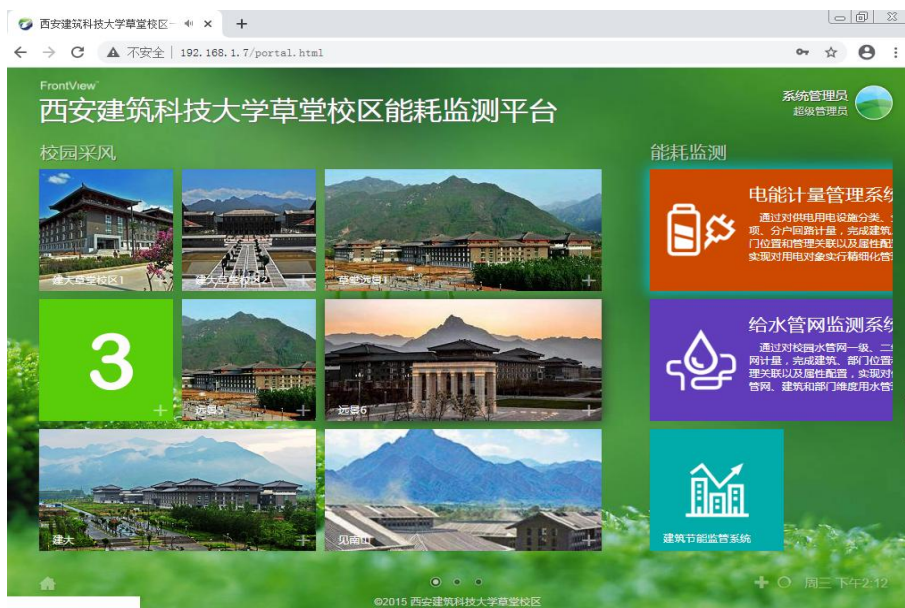 西安建筑科技大学草堂校区-
不安全
192.168.1.7/portal.html
FrontView
西安建筑科技大学草堂校区能耗监测平台
系统管理员
超级管理员
校园采风
能耗监测
建大草堂校区1
建大草堂校区2
草堂远景1
电能计量管理系统
通过对供电用电设施分类、
项、分户回路计量,完成建筑
门位置和管理关联以及属性配
实现对用电对象实行精细化管
3
远景5
远景6
给水管网监测系统
通过对校园水管网一级、二
网计量,完成建筑、部门位置
理关联以及属性配置,实现对
管网、建筑和部门维度用水管
建大
见南山
建筑节能监管系统
周三 下午2:12
©2015 西安建筑科技大学草堂校区